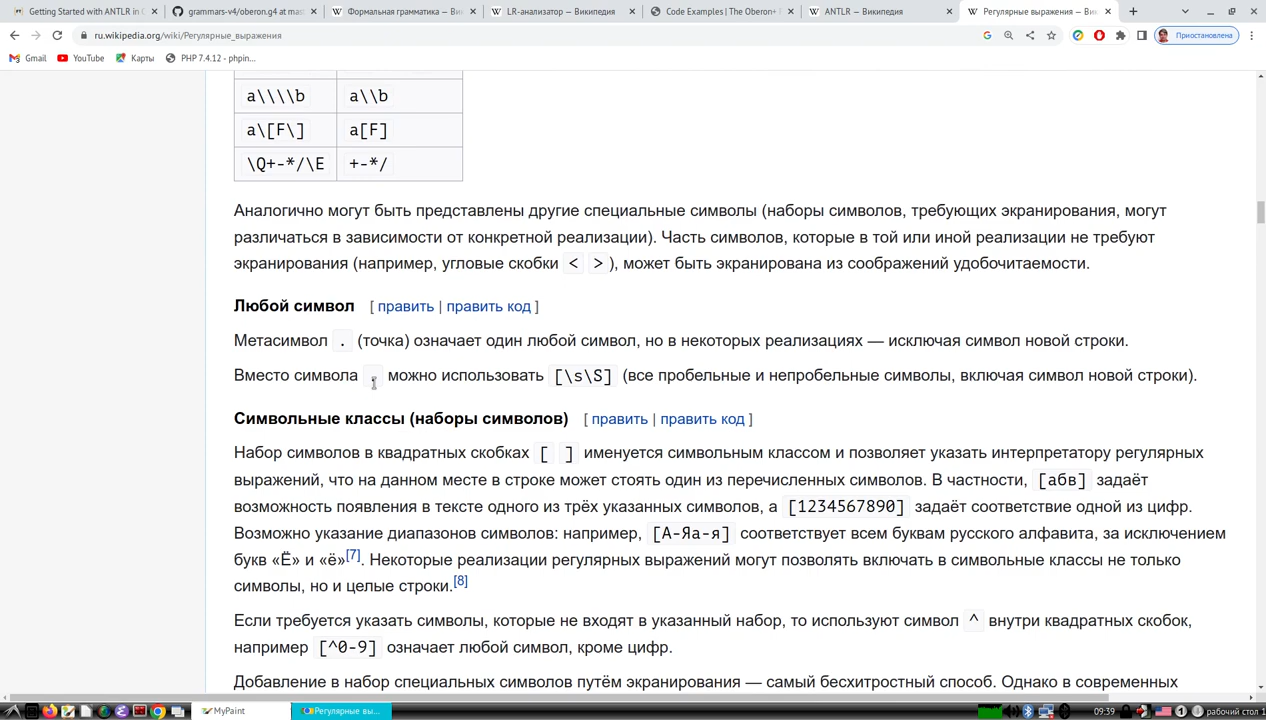 Getting Started with ANTLR in C
grammars-v4/oberon.g4 at mast
Формальная грамматика — Вики
LR-анализатор — Википедия
Code Examples | The Oberon+ P
ANTLR — Википедия
Регулярные выражения — Вик
ru.wikipedia.org/wiki/Регулярные_выражения
Приостановлена
Gmail
YouTube
Карты
PHP 7.4.12 - phpin...
a\\\\b a\\b
a\[F\] a[F]
\Q+-*/\E +-*/
Аналогично могут быть представлены другие специальные символы (наборы символов, требующих экранирования, могут
различаться в зависимости от конкретной реализации). Часть символов, которые в той или иной реализации не требуют
экранирования (например, угловые скобки < >), может быть экранирована из соображений удобочитаемости.
Любой символ [ править | править код ]
Метасимвол . (точка) означает один любой символ, но в некоторых реализациях — исключая символ новой строки.
Вместо символа можно использовать [\s\S] (все пробельные и непробельные символы, включая символ новой строки).
Символьные классы (наборы символов) [ править | править код ]
Набор символов в квадратных скобках [ ] именуется символьным классом и позволяет указать интерпретатору регулярных
выражений, что на данном месте в строке может стоять один из перечисленных символов. В частности, [абв] задаёт
возможность появления в тексте одного из трёх указанных символов, а [1234567890] задаёт соответствие одной из цифр.
Возможно указание диапазонов символов: например, [А-Яа-я] соответствует всем буквам русского алфавита, за исключением
букв «Ё» и «ё»[7]. Некоторые реализации регулярных выражений могут позволять включать в символьные классы не только
символы, но и целые строки.[8]
Если требуется указать символы, которые не входят в указанный набор, то используют символ ^ внутри квадратных скобок,
например [^0-9] означает любой символ, кроме цифр.
Добавление в набор специальных символов путём экранирования — самый бесхитростный способ. Однако в современных
MyPaint
Регулярные вы...
09:39
рабочий стол 1